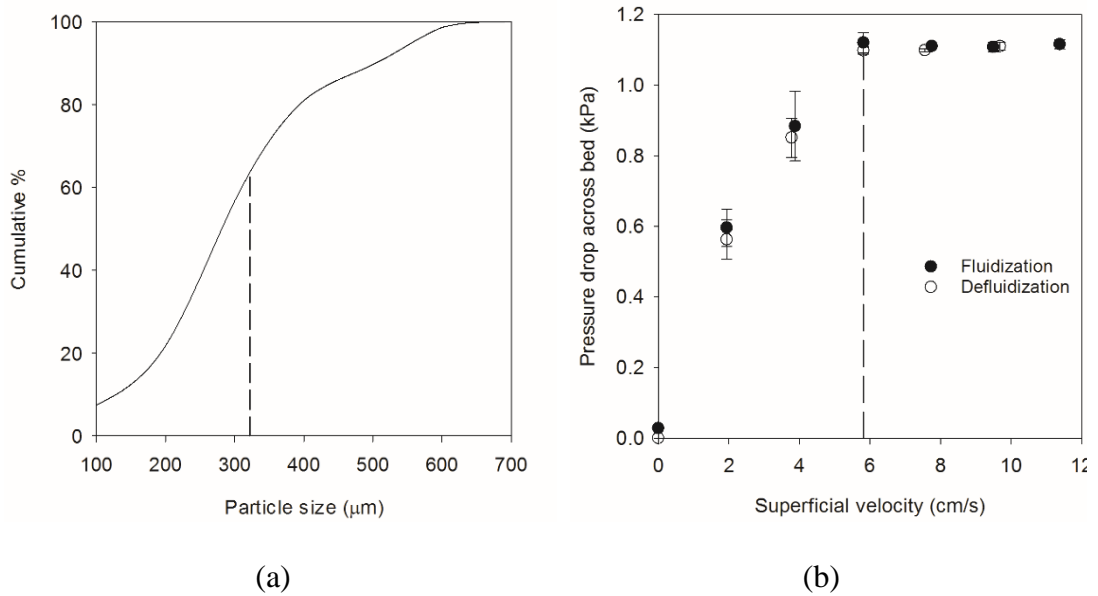 100
80
60
40
20
0
Cumulative %
100 200 300 400 500 600 700
Particle size (μm)
(a)
1.2
1.0
0.8
0.6
0.4
0.2
0.0
Pressure drop across bed (kPa)
Fluidization
Defluidization
0 2 4 6 8 10 12
Superficial velocity (cm/s)
(b)